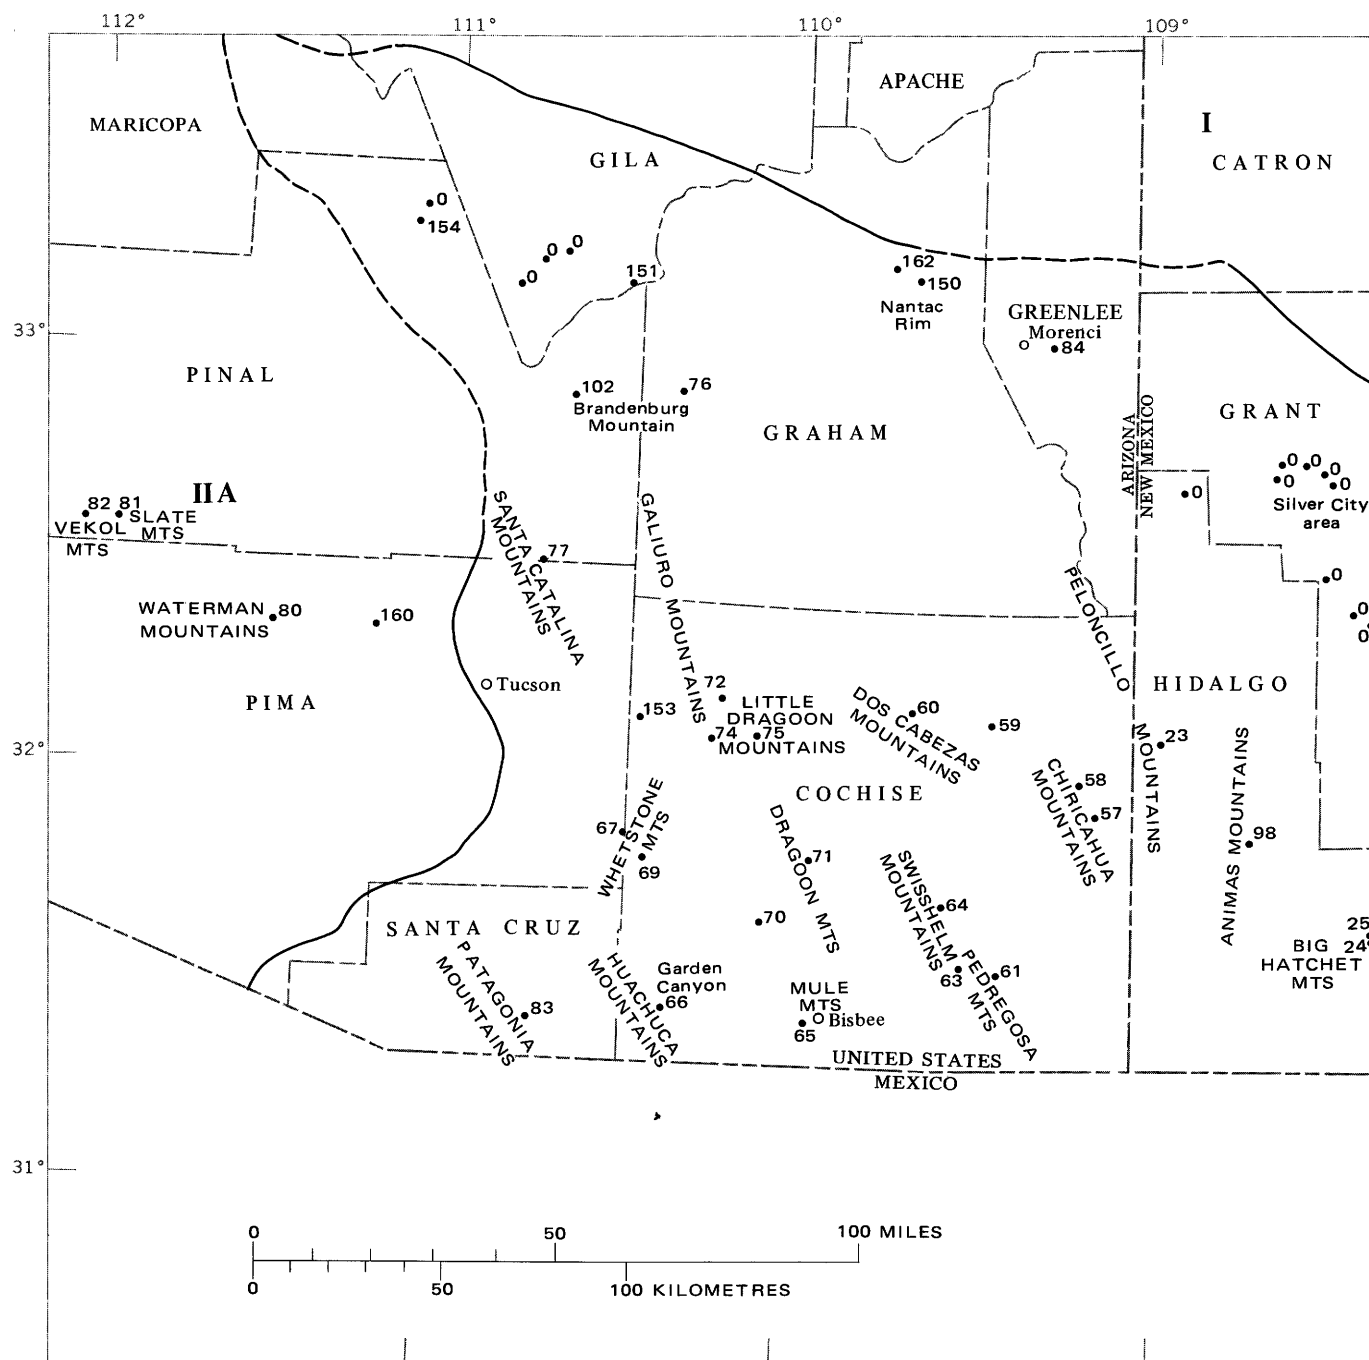 112° 111° 110° 109°
APACHE
MARICOPA
I
GILA
CATRON
0
154
0 0
0
151
162
150
Nantac
Rim
GREENLEE
Morenci
84
33°
PINAL
102
76
Brandenburg
Mountain
GRANT
GRAHAM
ARIZONA
NEW MEXICO
0 0 0
0 0
0
Silver City
area
IIA
82 81
VEKOL
MTS
SLATE
MTS
SANTA CATALINA
MOUNTAINS
77
GALIURO MOUNTAINS
0
WATERMAN
MOUNTAINS
80
160
PELONCILLO
MOUNTAINS
0
0
Tucson
PIMA
HIDALGO
72
LITTLE
DRAGOON
MOUNTAINS
153
74
75
DOS CABEZAS
MOUNTAINS
60
59
23
32°
COCHISE
CHIRICAHUA
MOUNTAINS
58
57
ANIMAS MOUNTAINS
98
67
WHETSTONE
MTS
69
DRAGOON MTS
71
SWISSHELM
MOUNTAINS
64
SANTA CRUZ
70
25
24
BIG
HATCHET
MTS
PATAGONIA
MOUNTAINS
83
HUACHUCA
MOUNTAINS
Garden
Canyon
66
MULE
MTS
Bisbee
65
63
61
PEDREGOSA
MTS
UNITED STATES
MEXICO
31°
0 50 100 MILES
0 50 100 KILOMETRES